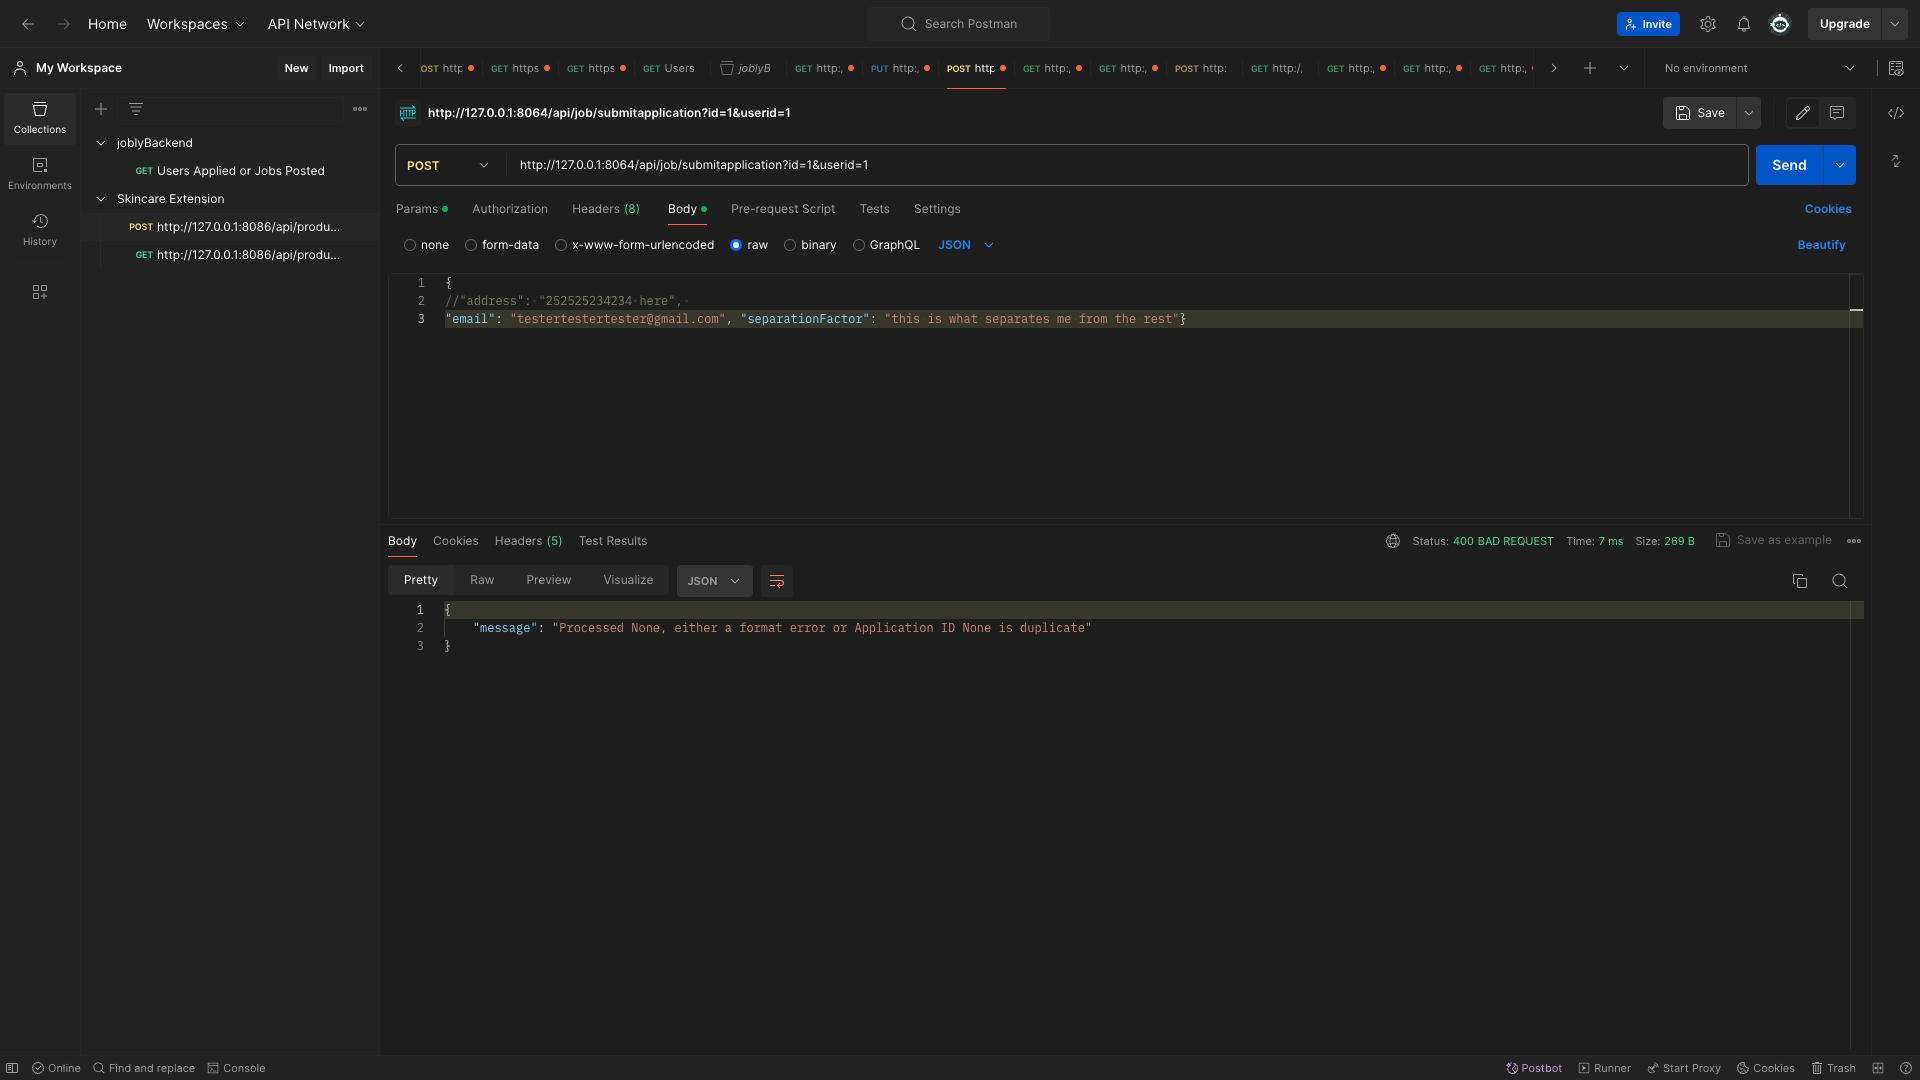 Home Workspaces API Network Search Postman Invite Upgrade
My Workspace New Import OST http GET https GET https GET Users joblyB GET http:, PUT http:, POST http GET http:, GET http:, POST http: GET http:/, GET http:, GET http:, GET http:, No environment
Collections
Environments
History
joblyBackend
GET Users Applied or Jobs Posted
Skincare Extension
POST http://127.0.0.1:8086/api/produ...
GET http://127.0.0.1:8086/api/produ...
HTTP http://127.0.0.1:8064/api/job/submitapplication?id=1&userid=1 Save
POST http://127.0.0.1:8064/api/job/submitapplication?id=1&userid=1 Send
Params Authorization Headers (8) Body Pre-request Script Tests Settings Cookies
none form-data x-www-form-urlencoded raw binary GraphQL JSON Beautify
1 {
2 //"address": "252525234234 here",
3 "email": "testertestertester@gmail.com", "separationFactor": "this is what separates me from the rest"}
Body Cookies Headers (5) Test Results Status: 400 BAD REQUEST Time: 7 ms Size: 269 B Save as example
Pretty Raw Preview Visualize JSON
1 {
2 "message": "Processed None, either a format error or Application ID None is duplicate"
3 }
Online Find and replace Console Postbot Runner Start Proxy Cookies Trash